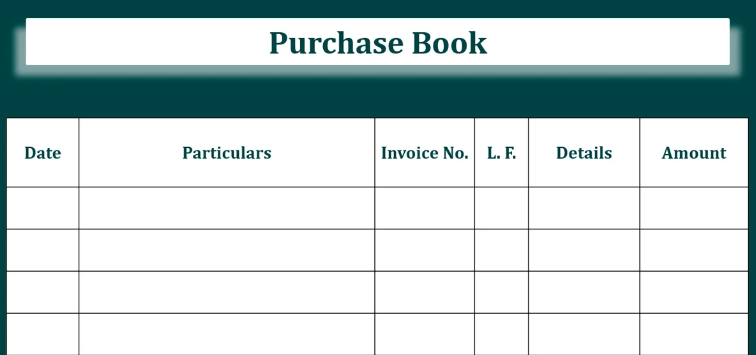 Purchase Book
Date Particulars Invoice No. L. F. Details Amount